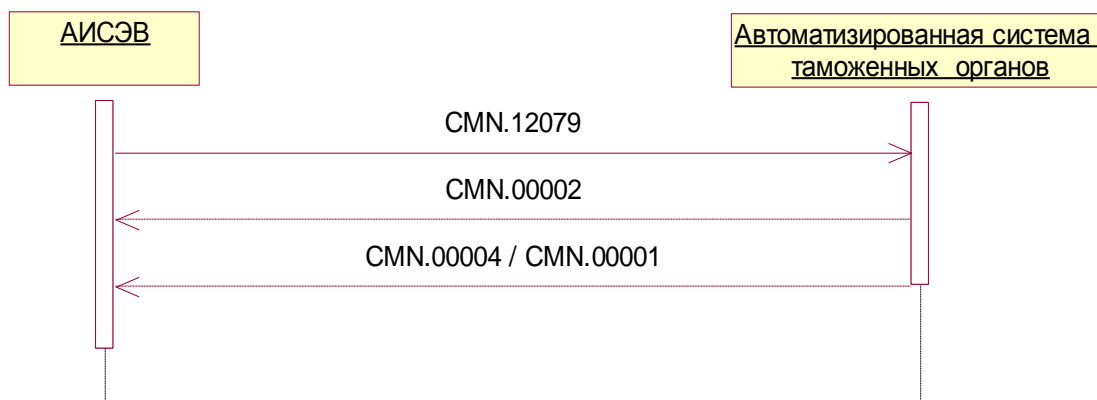 АИСЭВ
Автоматизированная система
таможенных органов
CMN.12079
CMN.00002
CMN.00004 / CMN.00001